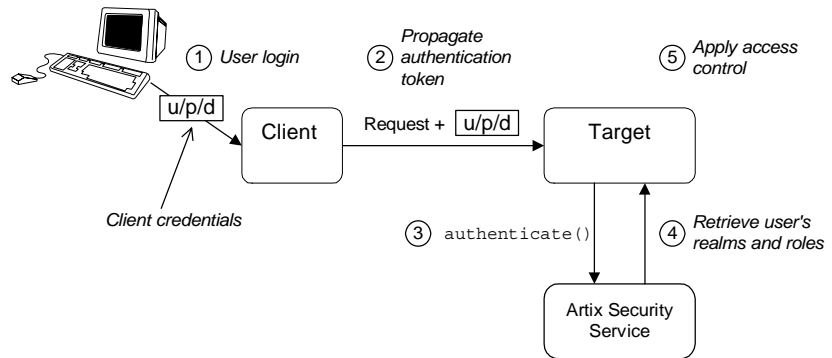 1 User login
2 Propagate
authentication
token
5 Apply access
control
u/p/d
Client
Request + u/p/d
Target
Client credentials
3 authenticate()
4 Retrieve user's
realms and roles
Artix Security
Service